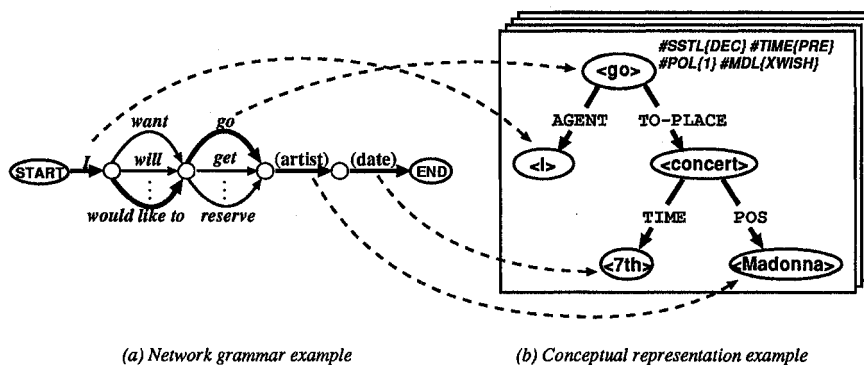 #SSTL{DEC} #TIME{PRE}
#POL{1} #MDL{XWISH}
<go>
AGENT TO-PLACE
<I>
<concert>
TIME POS
<7th>
<Madonna>
want
go
START
I
will
get
(artist)
(date)
END
would like to
reserve
(a) Network grammar example
(b) Conceptual representation example